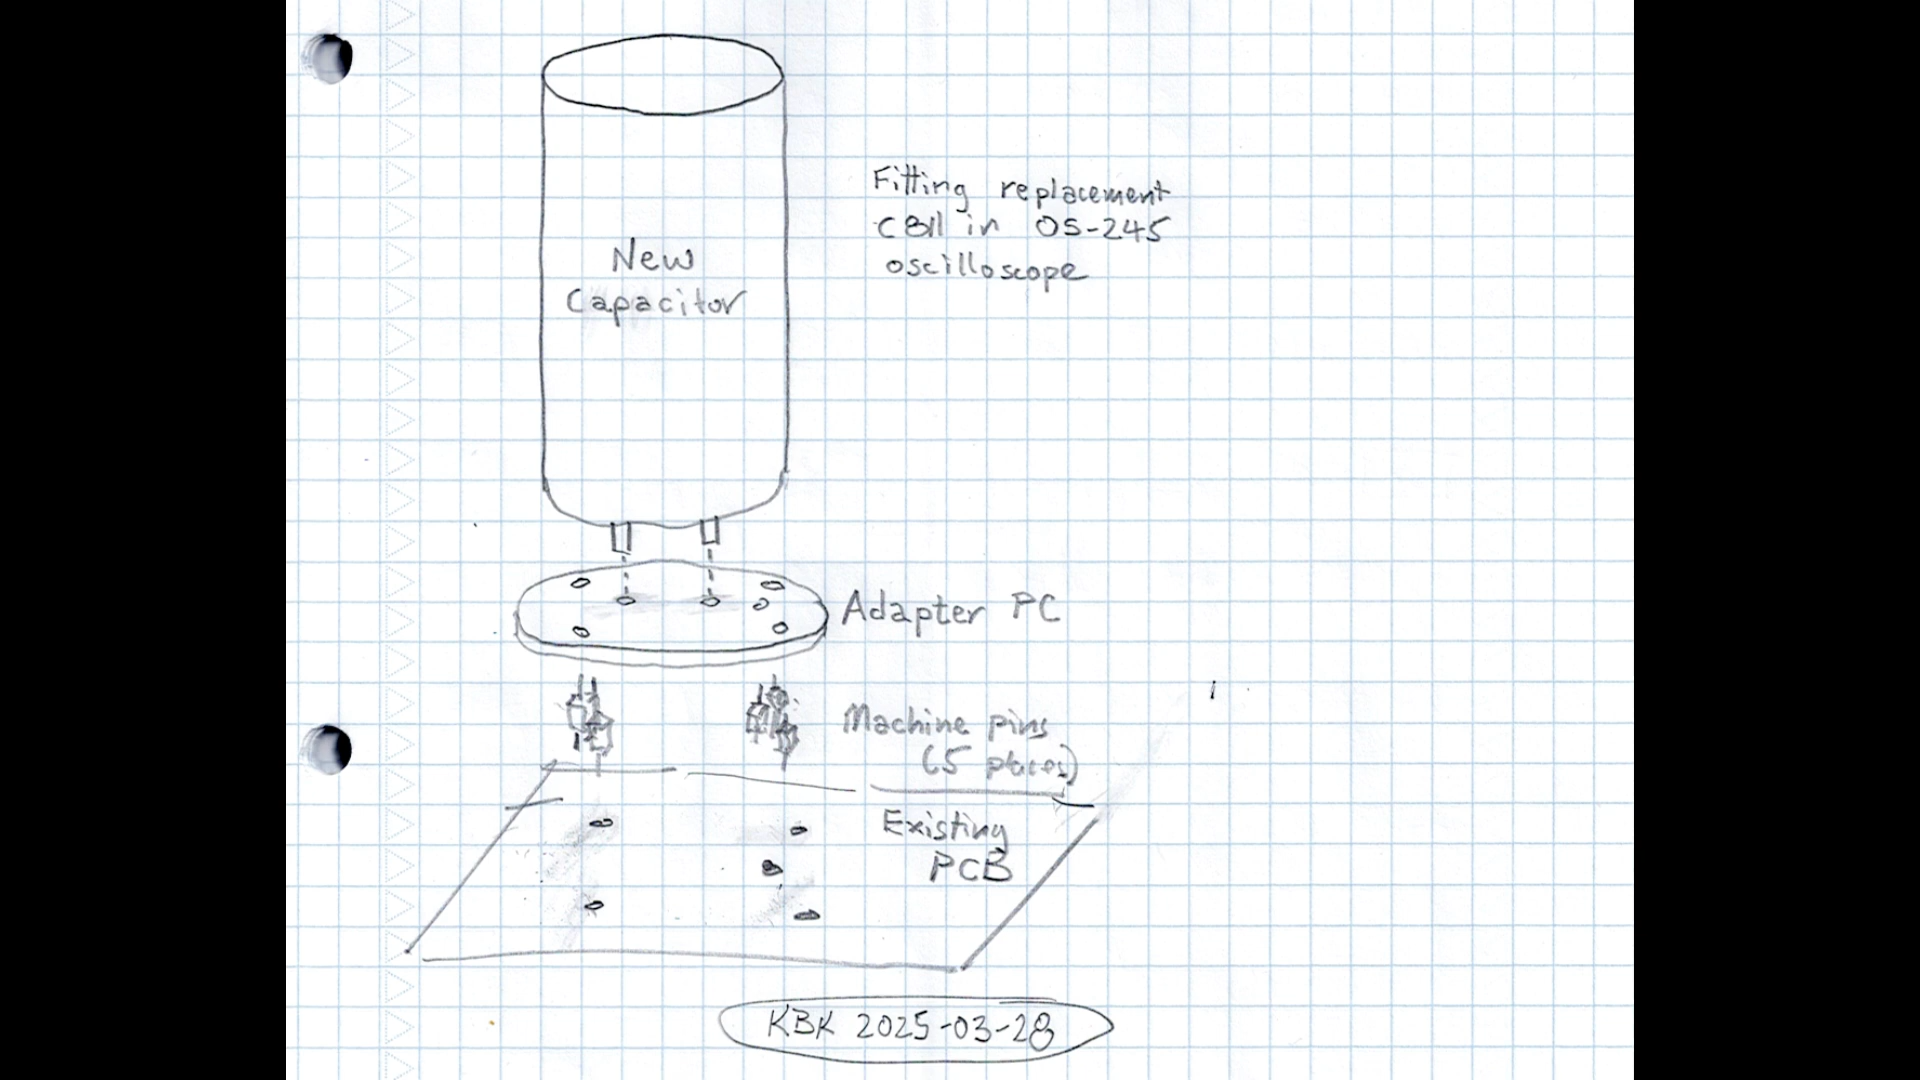 Fitting replacement
C811 in OS-245
oscilloscope
New
Capacitor
Adapter PC
Machine pins
(5 places)
Existing
PCB
KBK 2025-03-28